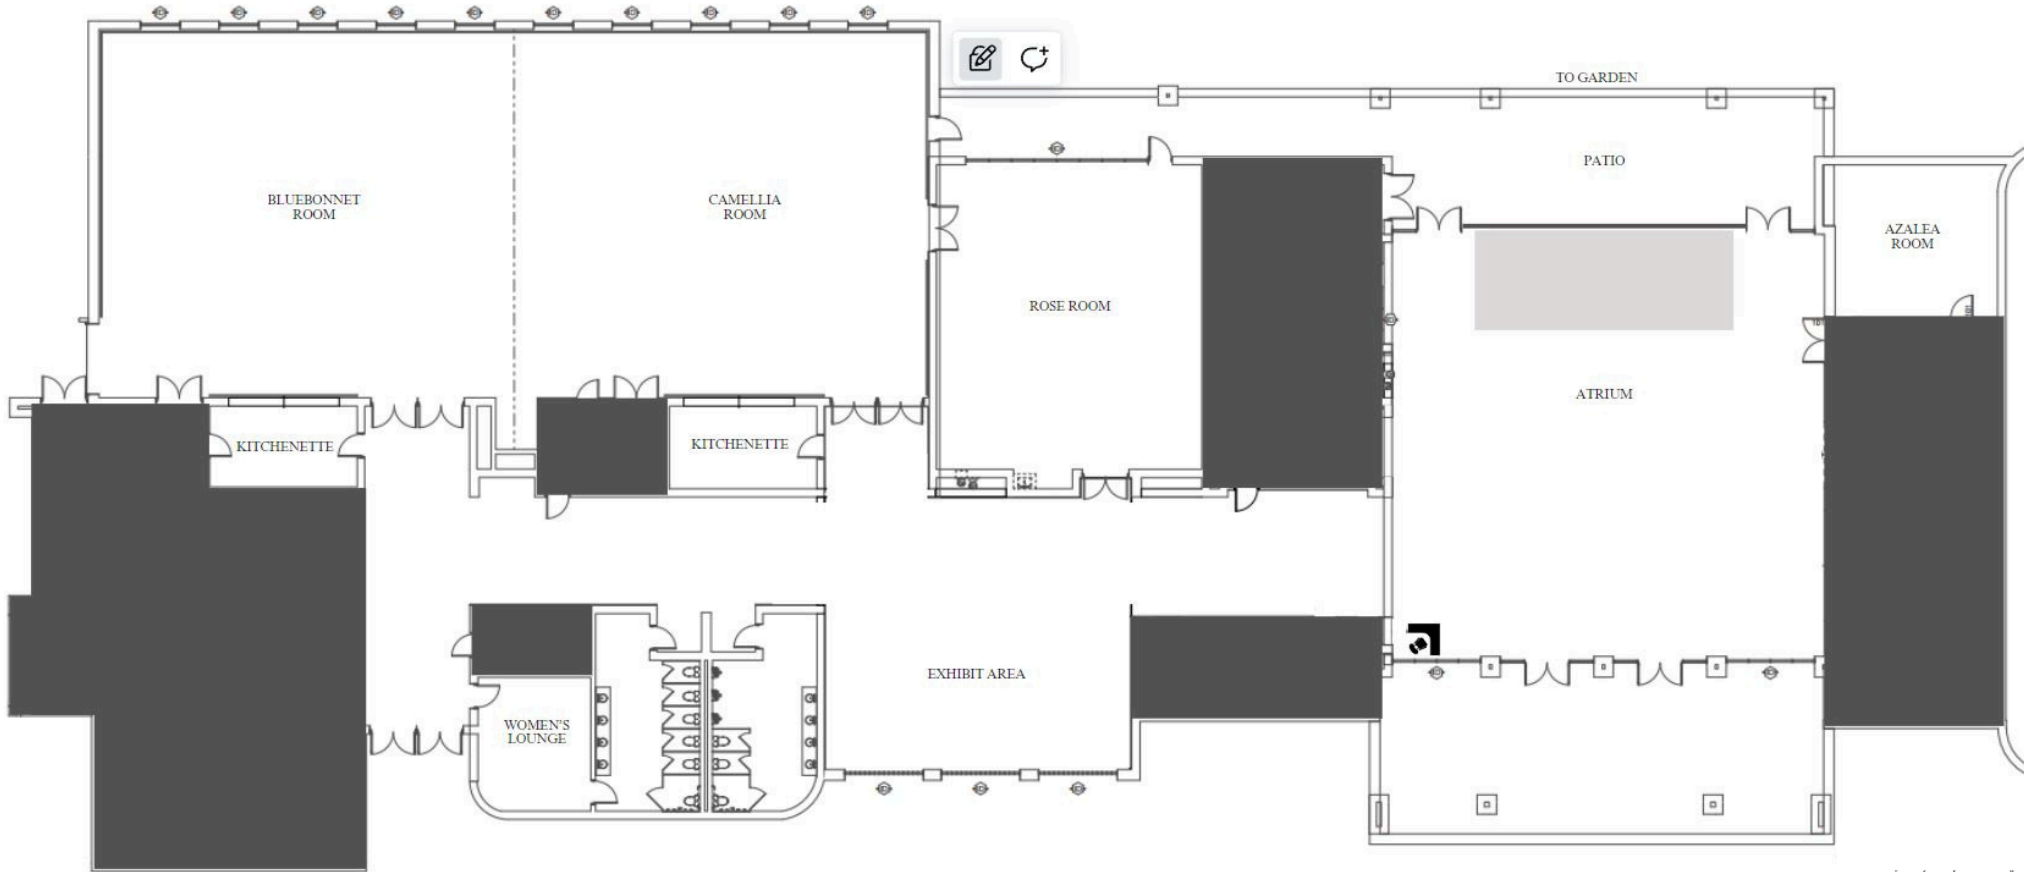 TO GARDEN
PATIO
BLUEBONNET
ROOM
CAMELLIA
ROOM
AZALEA
ROOM
ROSE ROOM
ATRIUM
KITCHENETTE
KITCHENETTE
EXHIBIT AREA
WOMEN'S
LOUNGE